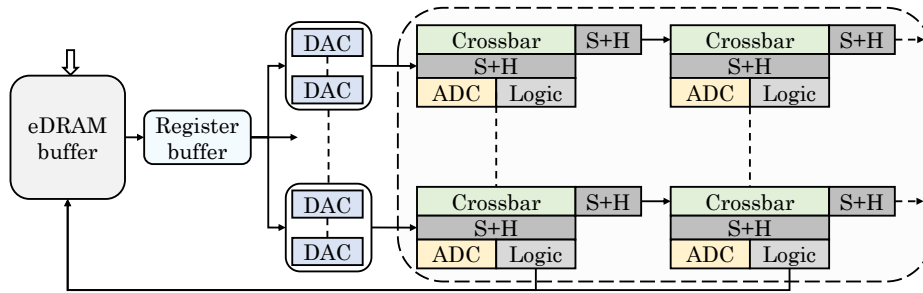 DAC
DAC
Crossbar S+H
S+H
ADC Logic
Crossbar S+H
S+H
ADC Logic
eDRAM
buffer
Register
buffer
DAC
DAC
Crossbar S+H
S+H
ADC Logic
Crossbar S+H
S+H
ADC Logic